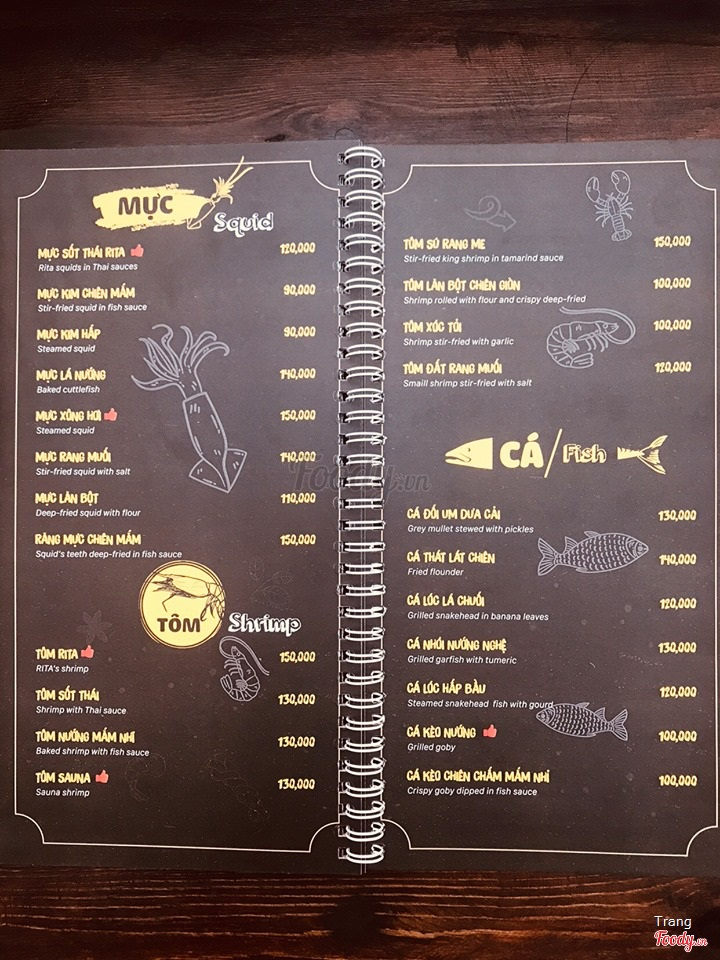 MỰC
Squid
MỰC SỐT THÁI RITA 120,000
Rita squids in Thai sauces
MỰC KIM CHIÊN MẮM 90,000
Stir-fried squid in fish sauce
MỰC KIM HẤP 90,000
Steamed squid
MỰC LÁ NƯỚNG 140,000
Baked cuttlefish
MỰC XÔNG HƠI 150,000
Steamed squid
MỰC RANG MUỐI 140,000
Stir-fried squid with salt
MỰC LĂN BỘT 110,000
Deep-fried squid with flour
RĂNG MỰC CHIÊN MẮM 150,000
Squid's teeth deep-fried in fish sauce
TÔM
Shrimp
TÔM RITA 150,000
RITA's shrimp
TÔM SỐT THÁI 130,000
Shrimp with Thai sauce
TÔM NƯỚNG MẮM NHĨ 130,000
Baked shrimp with fish sauce
TÔM SAUNA 130,000
Sauna shrimp
TÔM SÚ RANG ME 150,000
Stir-fried king shrimp in tamarind sauce
TÔM LĂN BỘT CHIÊN GIÒN 100,000
Shrimp rolled with flour and crispy deep-fried
TÔM XÓC TỎI 100,000
Shrimp stir-fried with garlic
TÔM ĐẤT RANG MUỐI 120,000
Smaill shrimp stir-fried with salt
CÁ/Fish
CÁ ĐỐI UM DƯA CẢI 130,000
Grey mullet stewed with pickles
CÁ THÁT LÁT CHIÊN 140,000
Fried flounder
CÁ LÓC LÁ CHUỐI 120,000
Grilled snakehead in banana leaves
CÁ NHÓI NƯỚNG NGHỆ 130,000
Grilled garfish with tumeric
CÁ LÓC HẤP BẦU 120,000
Steamed snakehead fish with gourd
CÁ KÈO NƯỚNG 100,000
Grilled goby
CÁ KÈO CHIÊN CHẤM MẮM NHĨ 100,000
Crispy goby dipped in fish sauce
Foody.vn
Trang
Foody.vn